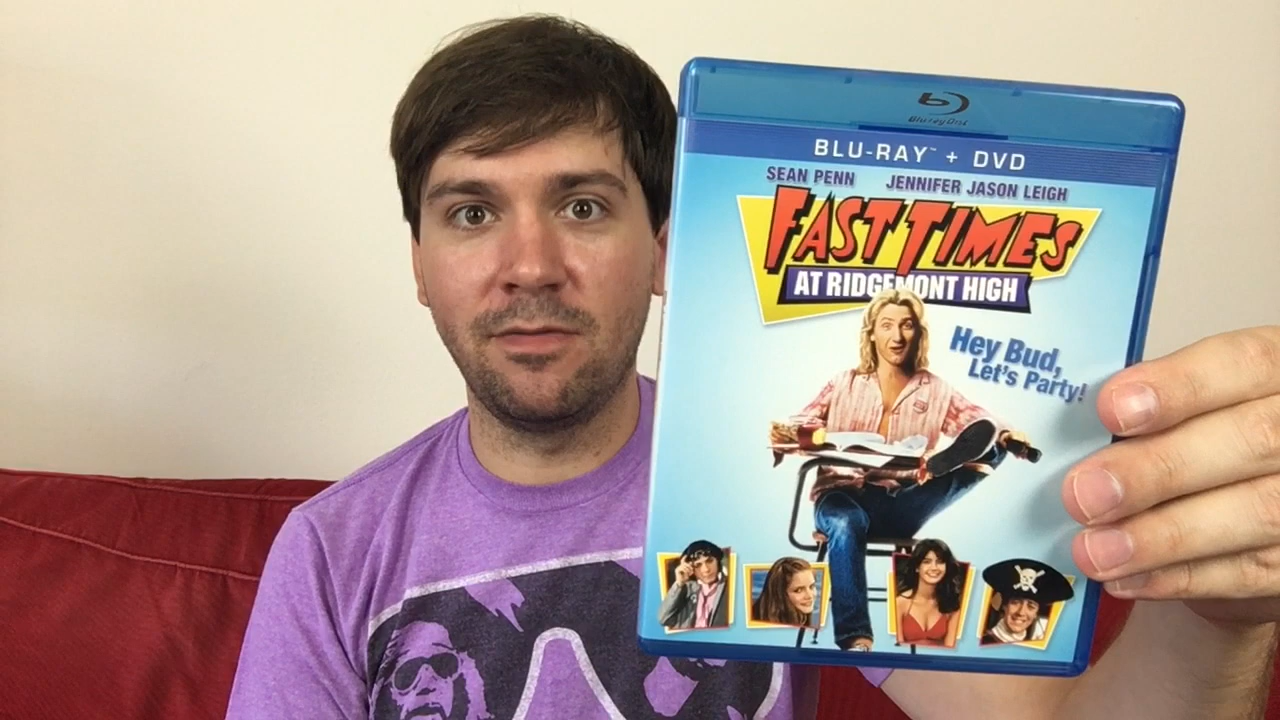 Blu-ray Disc
BLU-RAY™ + DVD
SEAN PENN JENNIFER JASON LEIGH
FAST TIMES
AT RIDGEMONT HIGH
Hey Bud,
Let's Party!